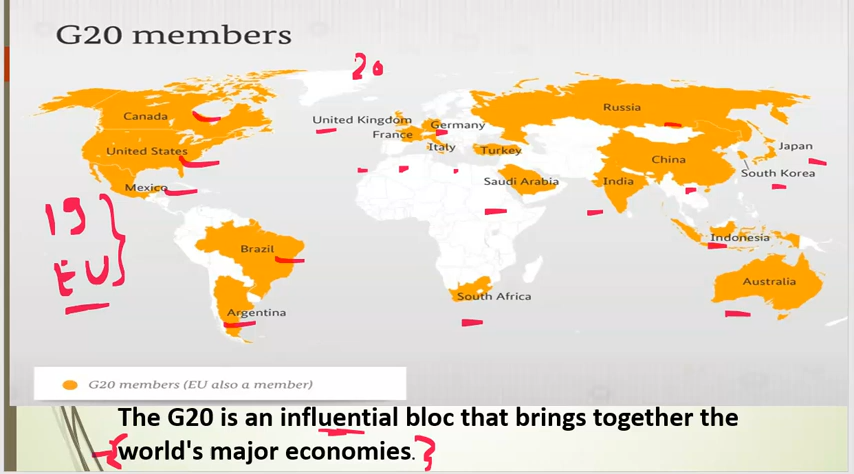 G20 members
20
Canada
Russia
United Kingdom
Germany
France
Japan
United States
Italy
Turkey
China
South Korea
Mexico
Saudi Arabia
India
19
EU
Indonesia
Brazil
Australia
South Africa
Argentina
G20 members (EU also a member)
The G20 is an influential bloc that brings together the
world's major economies.